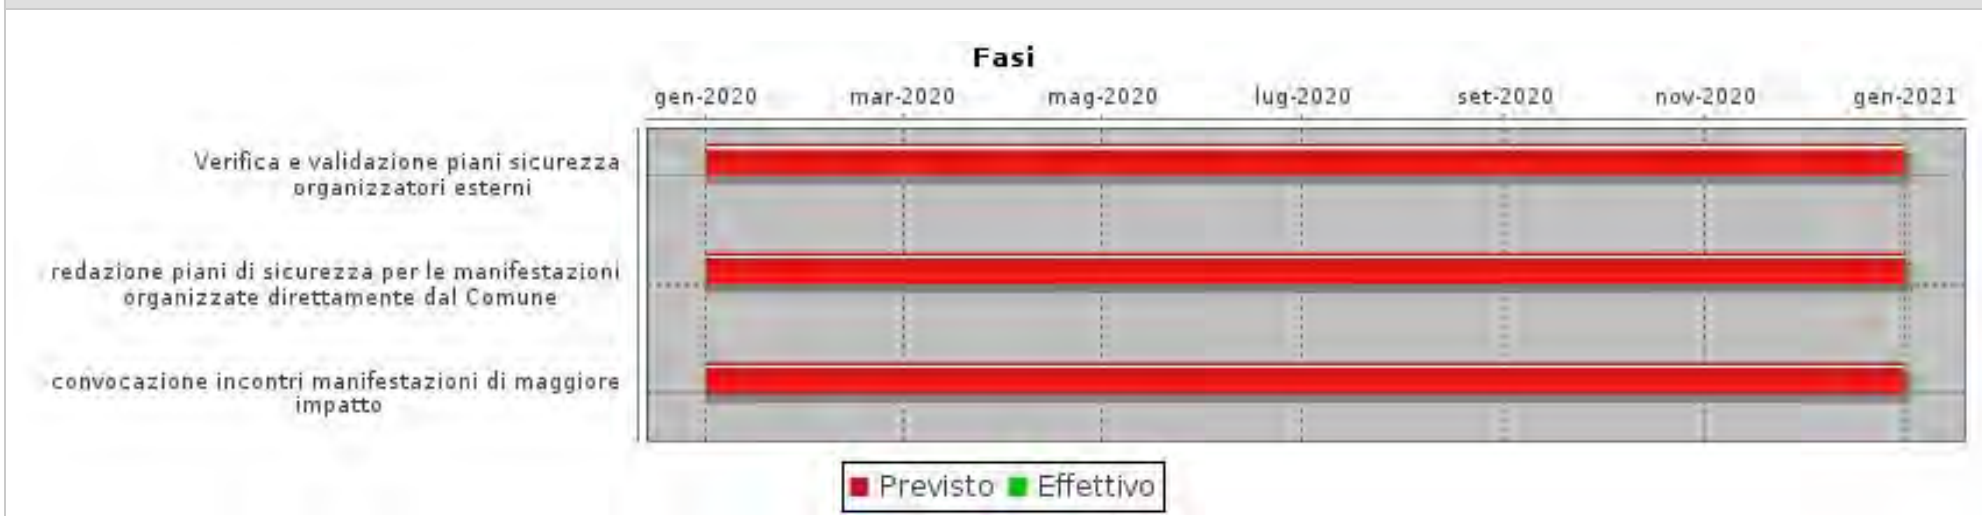 Fasi
gen-2020 mar-2020 mag-2020 lug-2020 set-2020 nov-2020 gen-2021
Verifica e validazione piani sicurezza
organizzatori esterni
redazione piani di sicurezza per le manifestazioni
organizzate direttamente dal Comune
convocazione incontri manifestazioni di maggiore
impatto
Previsto Effettivo